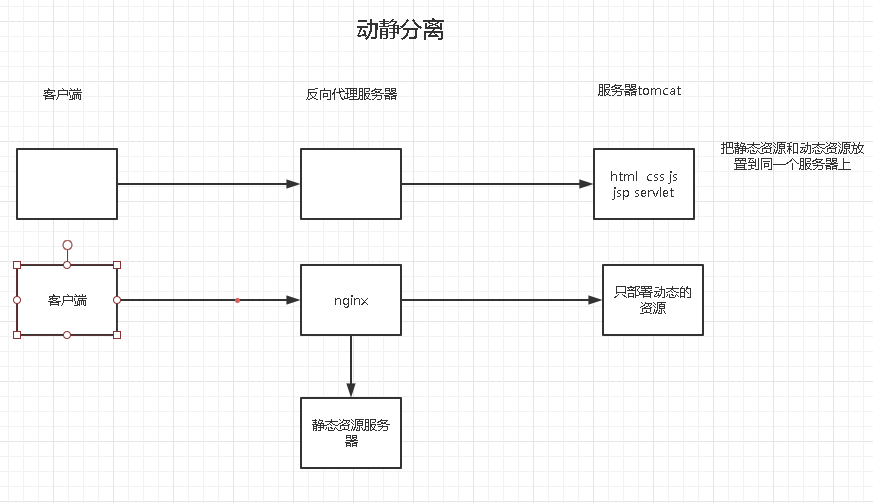 动静分离
客户端
反向代理服务器
服务器tomcat
html css js
jsp servlet
把静态资源和动态资源放
置到同一个服务器上
客户端
nginx
只部署动态的
资源
静态资源服务
器